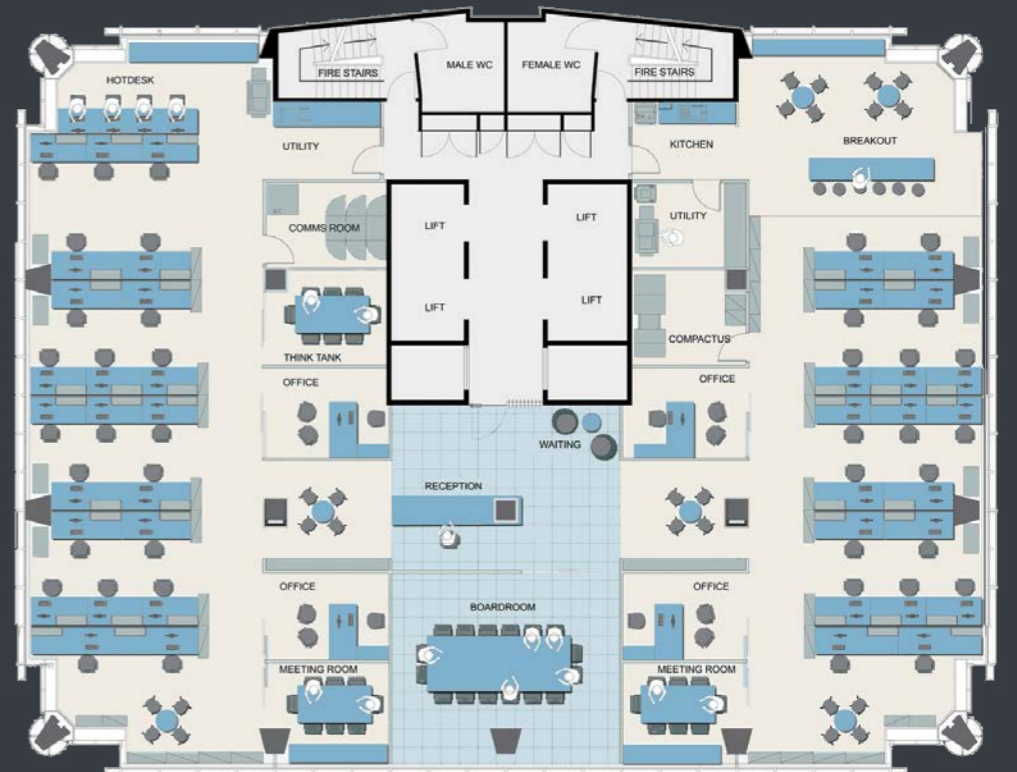 HOTDESK
FIRE STAIRS
MALE WC
FEMALE WC
FIRE STAIRS
UTILITY
KITCHEN
BREAKOUT
COMMS ROOM
LIFT
LIFT
UTILITY
LIFT
LIFT
THINK TANK
COMPACTUS
OFFICE
OFFICE
WAITING
RECEPTION
OFFICE
OFFICE
BOARDROOM
MEETING ROOM
MEETING ROOM